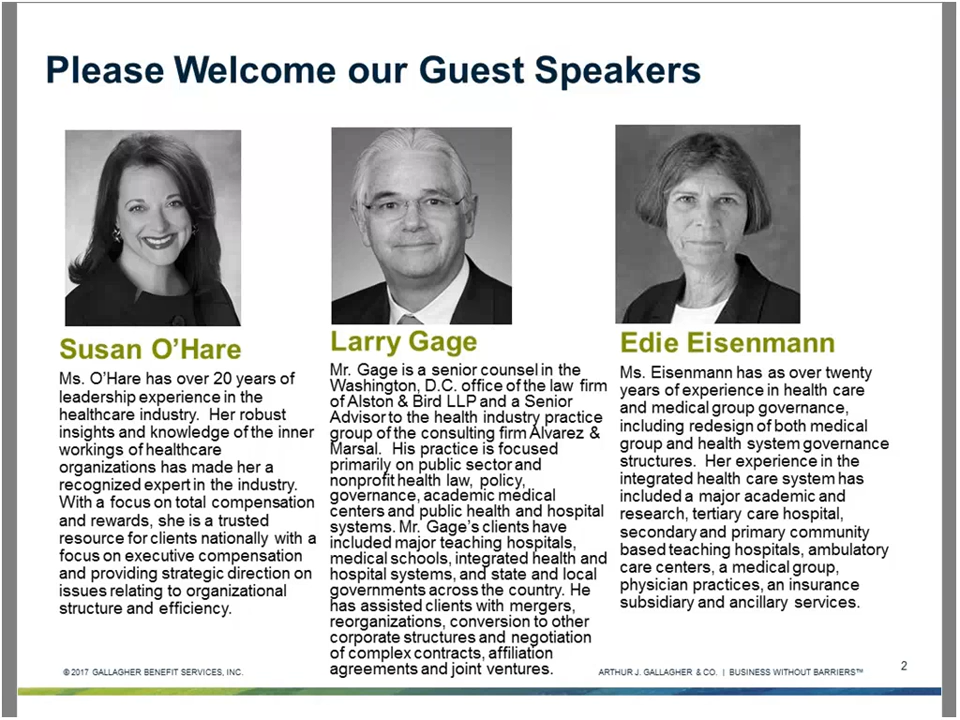 Please Welcome our Guest Speakers
Susan O'Hare
Ms. O'Hare has over 20 years of
leadership experience in the
healthcare industry. Her robust
insights and knowledge of the inner
workings of healthcare
organizations has made her a
recognized expert in the industry.
With a focus on total compensation
and rewards, she is a trusted
resource for clients nationally with a
focus on executive compensation
and providing strategic direction on
issues relating to organizational
structure and efficiency.
Larry Gage
Mr. Gage is a senior counsel in the
Washington, D.C. office of the law firm
of Alston & Bird LLP and a Senior
Advisor to the health industry practice
group of the consulting firm Alvarez &
Marsal. His practice is focused
primarily on public sector and
nonprofit health law, policy,
governance, academic medical
centers and public health and hospital
systems. Mr. Gage's clients have
included major teaching hospitals,
medical schools, integrated health and
hospital systems, and state and local
governments across the country. He
has assisted clients with mergers,
reorganizations, conversion to other
corporate structures and negotiation
of complex contracts, affiliation
agreements and joint ventures.
Edie Eisenmann
Ms. Eisenmann has as over twenty
years of experience in health care
and medical group governance,
including redesign of both medical
group and health system governance
structures. Her experience in the
integrated health care system has
included a major academic and
research, tertiary care hospital,
secondary and primary community
based teaching hospitals, ambulatory
care centers, a medical group,
physician practices, an insurance
subsidiary and ancillary services.
© 2017 GALLAGHER BENEFIT SERVICES, INC.
ARTHUR J. GALLAGHER & CO. | BUSINESS WITHOUT BARRIERS™
2